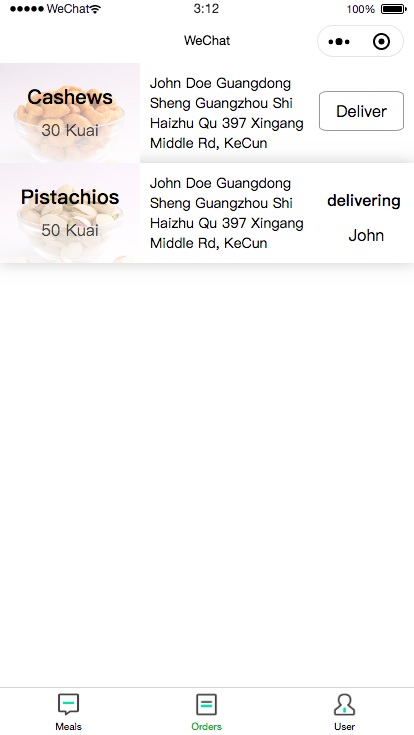 WeChat
3:12
100%
WeChat
Cashews
30 Kuai
John Doe Guangdong
Sheng Guangzhou Shi
Haizhu Qu 397 Xingang
Middle Rd, KeCun
Deliver
Pistachios
50 Kuai
John Doe Guangdong
Sheng Guangzhou Shi
Haizhu Qu 397 Xingang
Middle Rd, KeCun
delivering
John
Meals
Orders
User